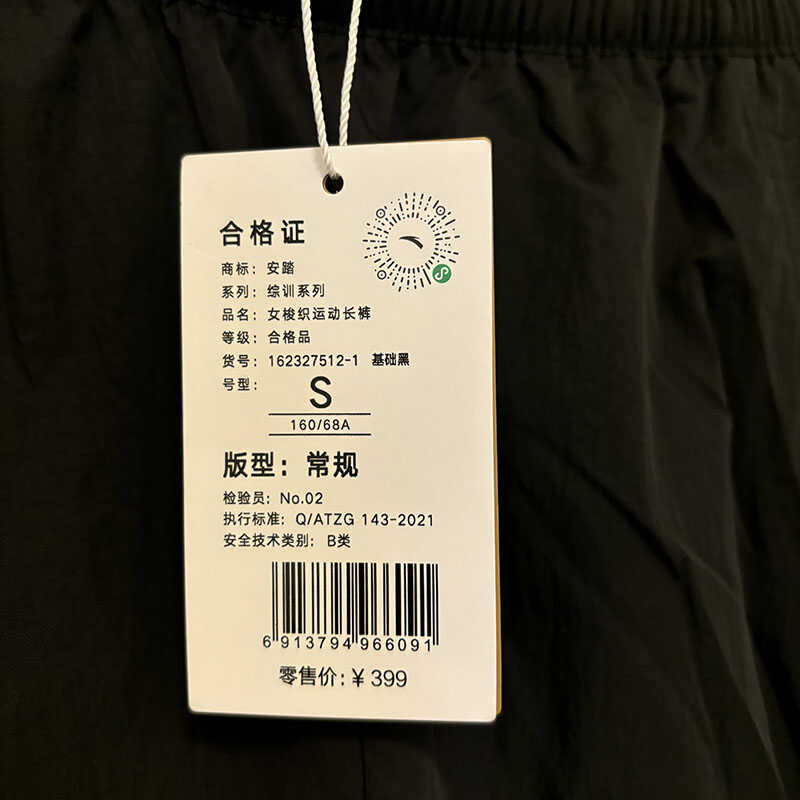 合格证
商标：安踏
系列：综训系列
品名：女梭织运动长裤
等级：合格品
货号：162327512-1 基础黑
号型：S
160/68A
版型：常规
检验员：No.02
执行标准：Q/ATZG 143-2021
安全技术类别：B类
6 913794 966091
零售价：¥ 399